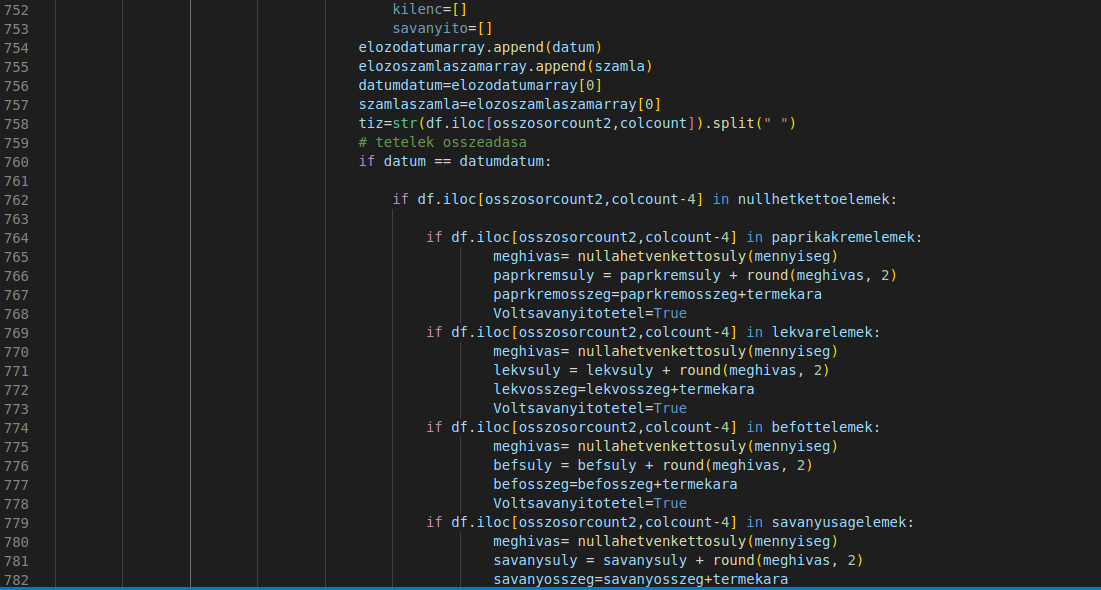 752 kilenc=[]
753 savanyito=[]
754 elozodatumarray.append(datum)
755 elozoszamlaszamarray.append(szamla)
756 datumdatum=elozodatumarray[0]
757 szamlaszamla=elozoszamlaszamarray[0]
758 tiz=str(df.iloc[osszosorcount2,colcount]).split(" ")
759 # tetelek osszeadasa
760 if datum == datumdatum:
761
762 if df.iloc[osszosorcount2,colcount-4] in nullhetkettoelemek:
763
764 if df.iloc[osszosorcount2,colcount-4] in paprikakremelemek:
765 meghivas= nullahetvenkettosuly(mennyiseg)
766 paprkremsuly = paprkremsuly + round(meghivas, 2)
767 paprkremosszeg=paprkremosszeg+termekara
768 Voltsavanyitotetel=True
769 if df.iloc[osszosorcount2,colcount-4] in lekvarelemek:
770 meghivas= nullahetvenkettosuly(mennyiseg)
771 lekvsuly = lekvsuly + round(meghivas, 2)
772 lekvosszeg=lekvosszeg+termekara
773 Voltsavanyitotetel=True
774 if df.iloc[osszosorcount2,colcount-4] in befottelemek:
775 meghivas= nullahetvenkettosuly(mennyiseg)
776 befsuly = befsuly + round(meghivas, 2)
777 befosszeg=befosszeg+termekara
778 Voltsavanyitotetel=True
779 if df.iloc[osszosorcount2,colcount-4] in savanyusagelemek:
780 meghivas= nullahetvenkettosuly(mennyiseg)
781 savanysuly = savanysuly + round(meghivas, 2)
782 savanyosszeg=savanyosszeg+termekara